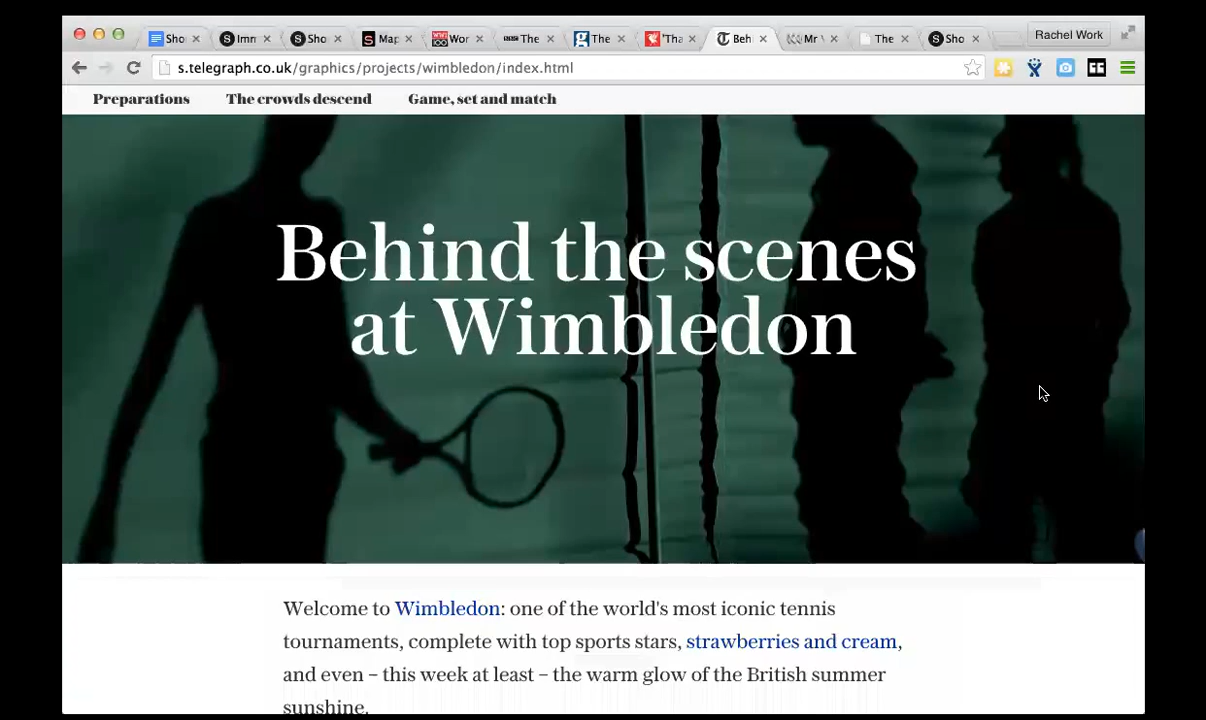 Sho
Imm
Sho
Map
Wor
The
The
'Tha
Beh
Mr
The
Sho
Rachel Work
s.telegraph.co.uk/graphics/projects/wimbledon/index.html
Preparations
The crowds descend
Game, set and match
Behind the scenes
at Wimbledon
Welcome to Wimbledon: one of the world's most iconic tennis
tournaments, complete with top sports stars, strawberries and cream,
and even – this week at least – the warm glow of the British summer
sunshine.